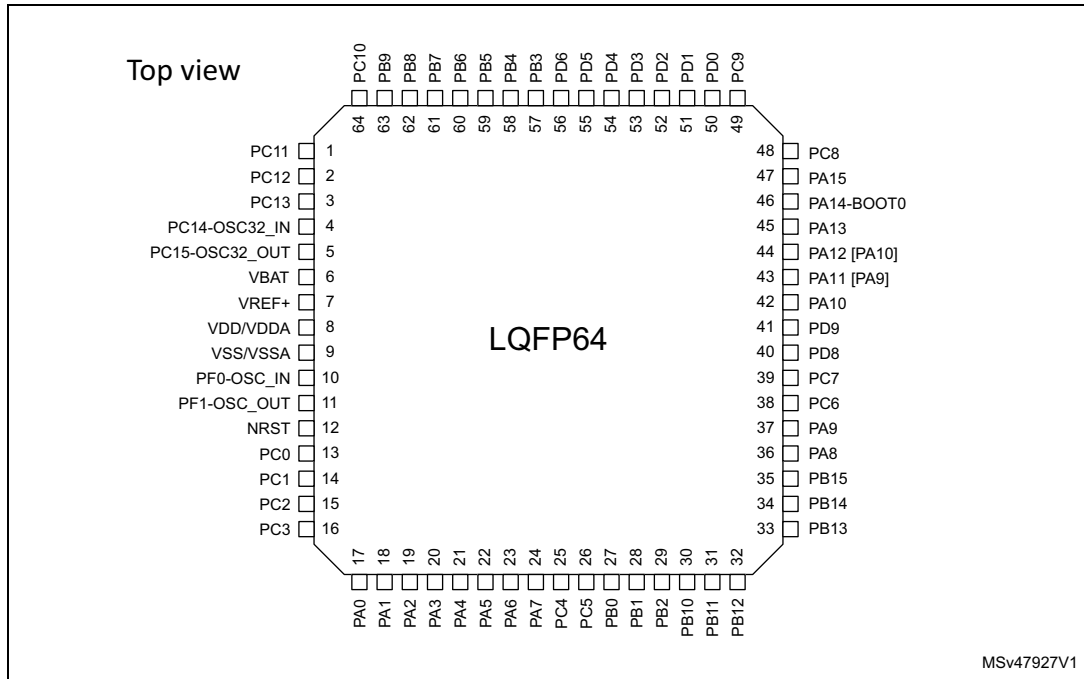 Top view
PC10
PB9
PB8
PB7
PB6
PB5
PB4
PB3
PD6
PD5
PD4
PD3
PD2
PD1
PD0
PC9
64
63
62
61
60
59
58
57
56
55
54
53
52
51
50
49
PC11 1
PC12 2
PC13 3
PC14-OSC32_IN 4
PC15-OSC32_OUT 5
VBAT 6
VREF+ 7
VDD/VDDA 8
VSS/VSSA 9
PF0-OSC_IN 10
PF1-OSC_OUT 11
NRST 12
PC0 13
PC1 14
PC2 15
PC3 16
LQFP64
48 PC8
47 PA15
46 PA14-BOOT0
45 PA13
44 PA12 [PA10]
43 PA11 [PA9]
42 PA10
41 PD9
40 PD8
39 PC7
38 PC6
37 PA9
36 PA8
35 PB15
34 PB14
33 PB13
17
18
19
20
21
22
23
24
25
26
27
28
29
30
31
32
PA0
PA1
PA2
PA3
PA4
PA5
PA6
PA7
PC4
PC5
PB0
PB1
PB2
PB10
PB11
PB12
MSv47927V1